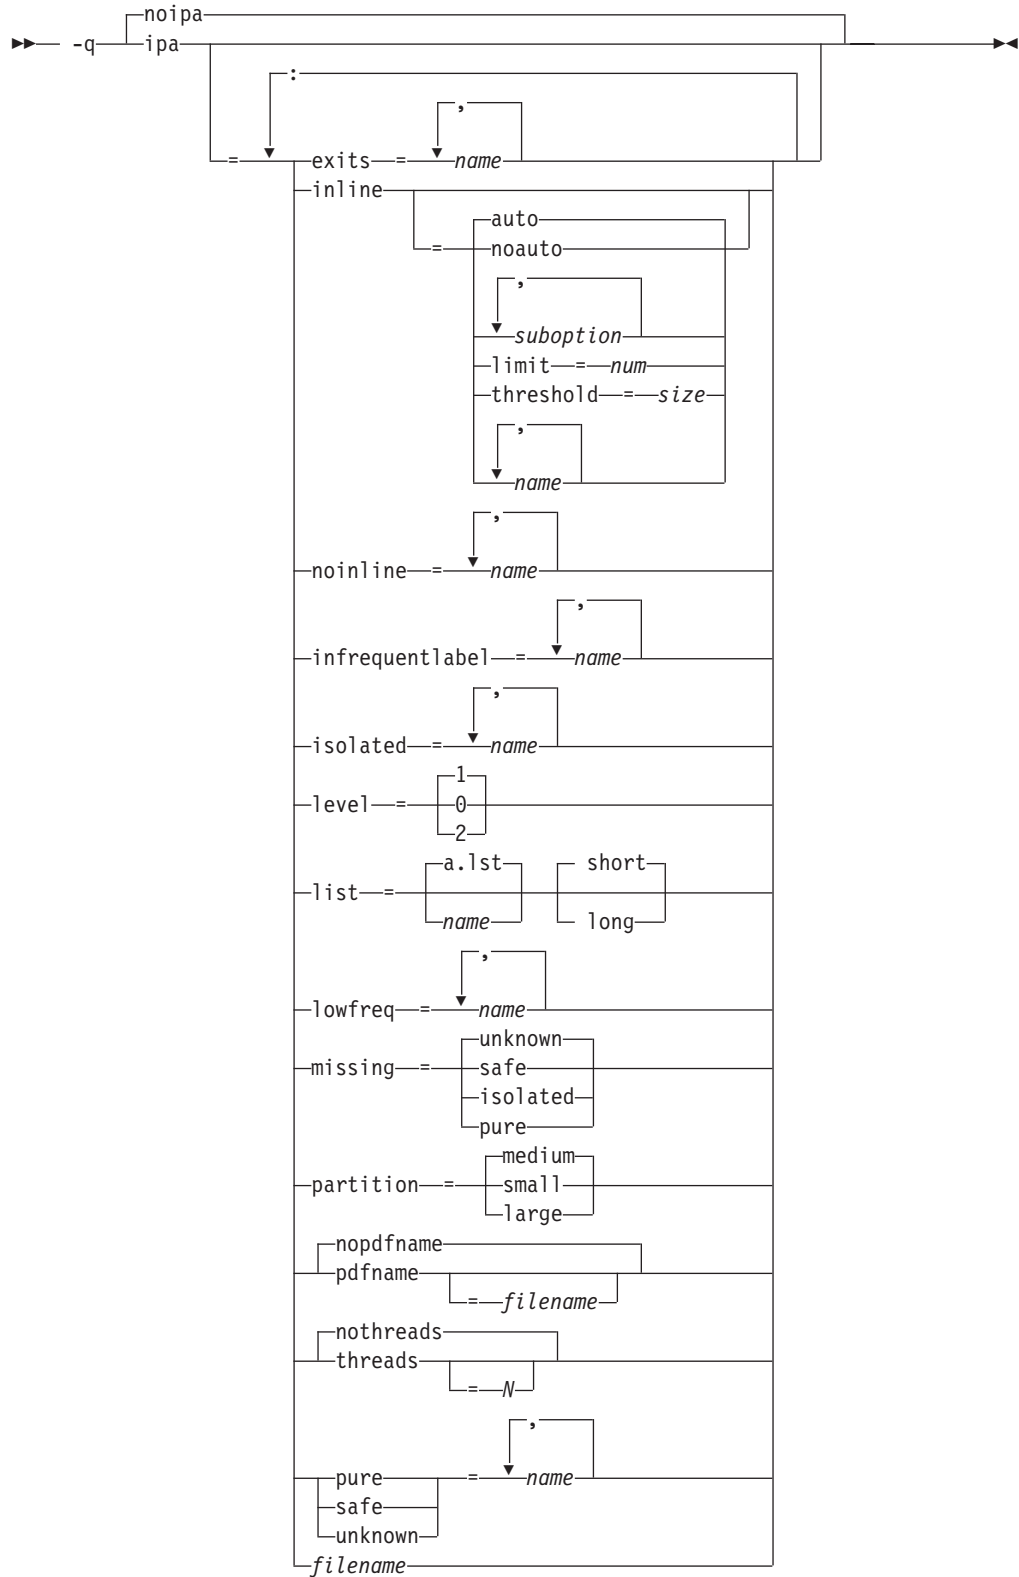 noipa
-q ipa
:
,
= exits = name
inline
auto
= noauto
,
suboption
limit = num
threshold = size
,
name
,
noinline = name
,
infrequentlabel = name
,
isolated = name
1
level = 0
2
a.lst short
list =
name long
,
lowfreq = name
unknown
missing = safe
isolated
pure
medium
partition = small
large
nopdfname
pdfname
= filename
nothreads
threads
= N
,
pure = name
safe
unknown
filename